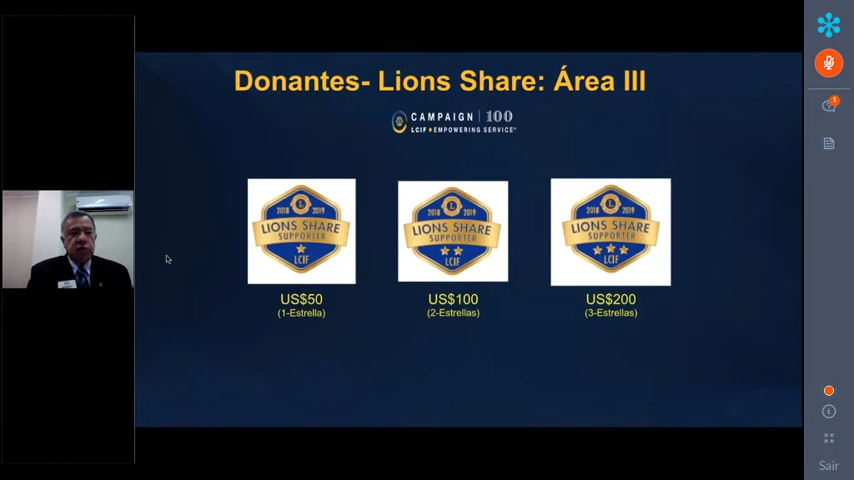 Donantes- Lions Share: Área III
CAMPAIGN | 100
LCIF EMPOWERING SERVICE
2018 2019
LIONS SHARE
SUPPORTER
LCIF
2018 2019
LIONS SHARE
SUPPORTER
LCIF
2018 2019
LIONS SHARE
SUPPORTER
LCIF
US$50
(1-Estrella)
US$100
(2-Estrellas)
US$200
(3-Estrellas)
1
Sair